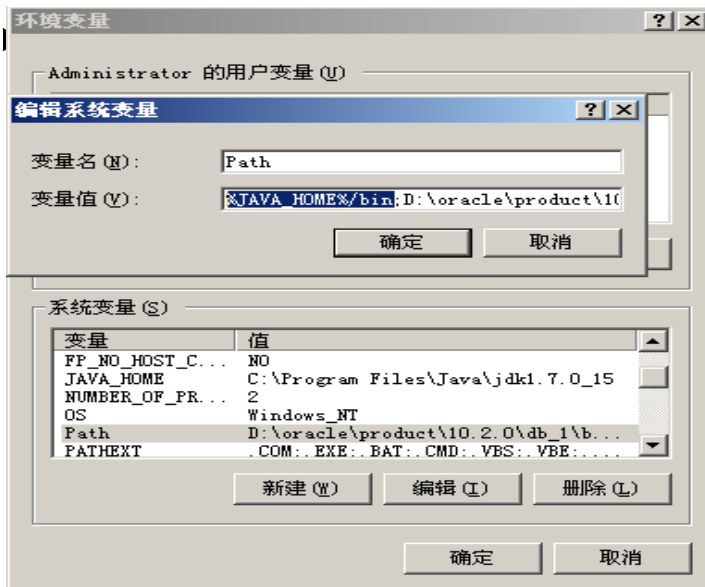 环境变量
Administrator 的用户变量(U)
编辑系统变量
变量名(N):
Path
变量值(V):
%JAVA_HOME%/bin;D:\oracle\product\10
确定
取消
系统变量(S)
变量 值
FP_NO_HOST_C... NO
JAVA_HOME C:\Program Files\Java\jdk1.7.0_15
NUMBER_OF_PR... 2
OS Windows_NT
Path D:\oracle\product\10.2.0\db_1\b...
PATHEXT .COM;.EXE;.BAT;.CMD;.VBS;.VBE;....
新建(W)
编辑(I)
删除(L)
确定
取消